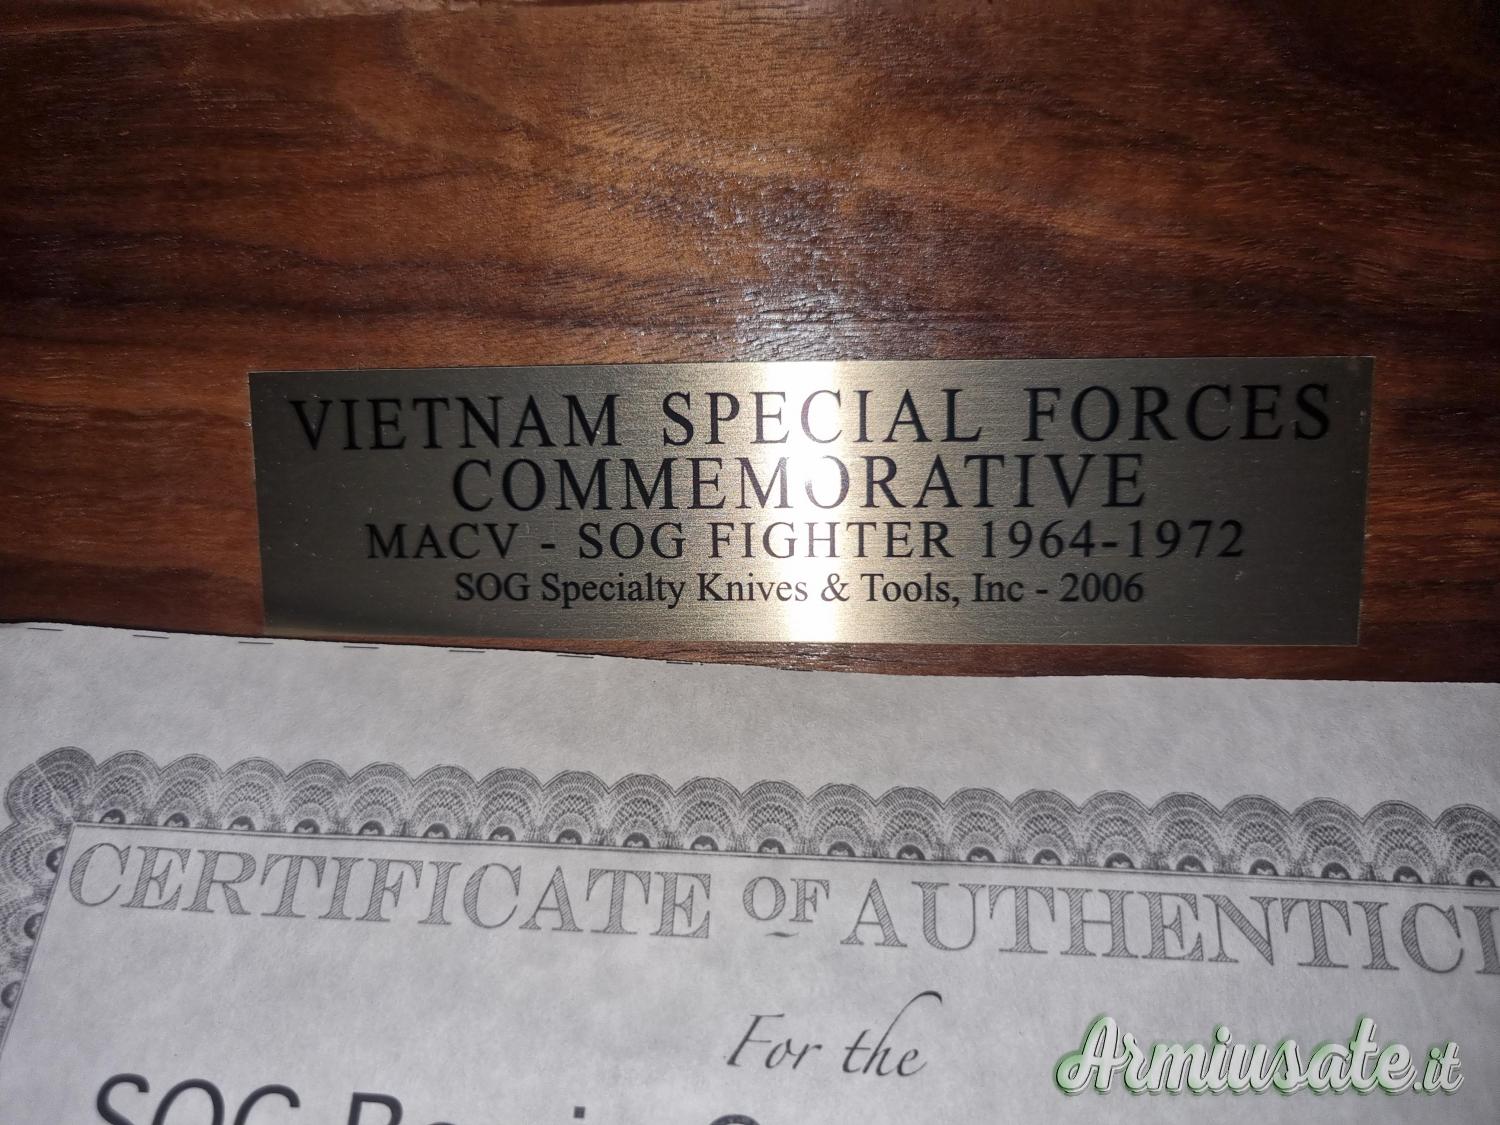 VIETNAM SPECIAL FORCES
COMMEMORATIVE
MACV - SOG FIGHTER 1964-1972
SOG Specialty Knives & Tools, Inc - 2006
CERTIFICATE OF AUTHENTICI
For the
SOG
Armiusate.it